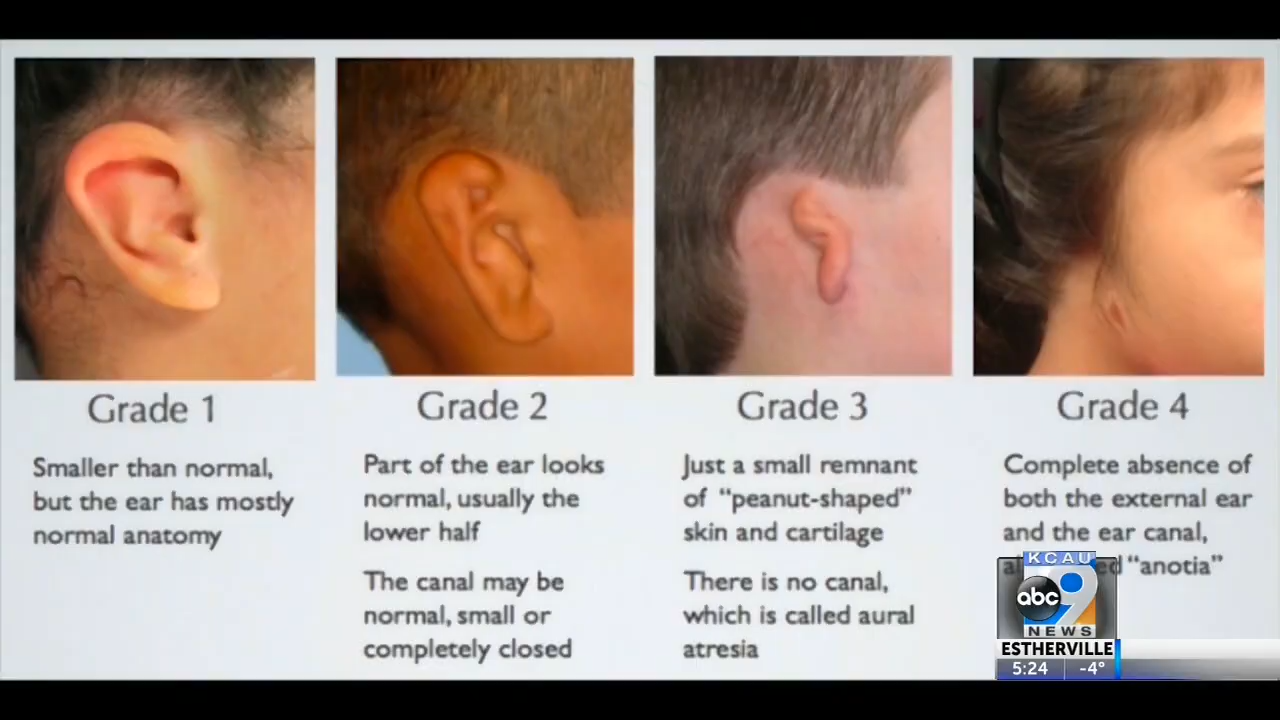 Grade 1
Smaller than normal,
but the ear has mostly
normal anatomy
Grade 2
Part of the ear looks
normal, usually the
lower half
The canal may be
normal, small or
completely closed
Grade 3
Just a small remnant
of “peanut-shaped”
skin and cartilage
There is no canal,
which is called aural
atresia
Grade 4
Complete absence of
both the external ear
and the ear canal,
“anotia”
KCAU
abc 9
NEWS
ESTHERVILLE
5:24 -4°